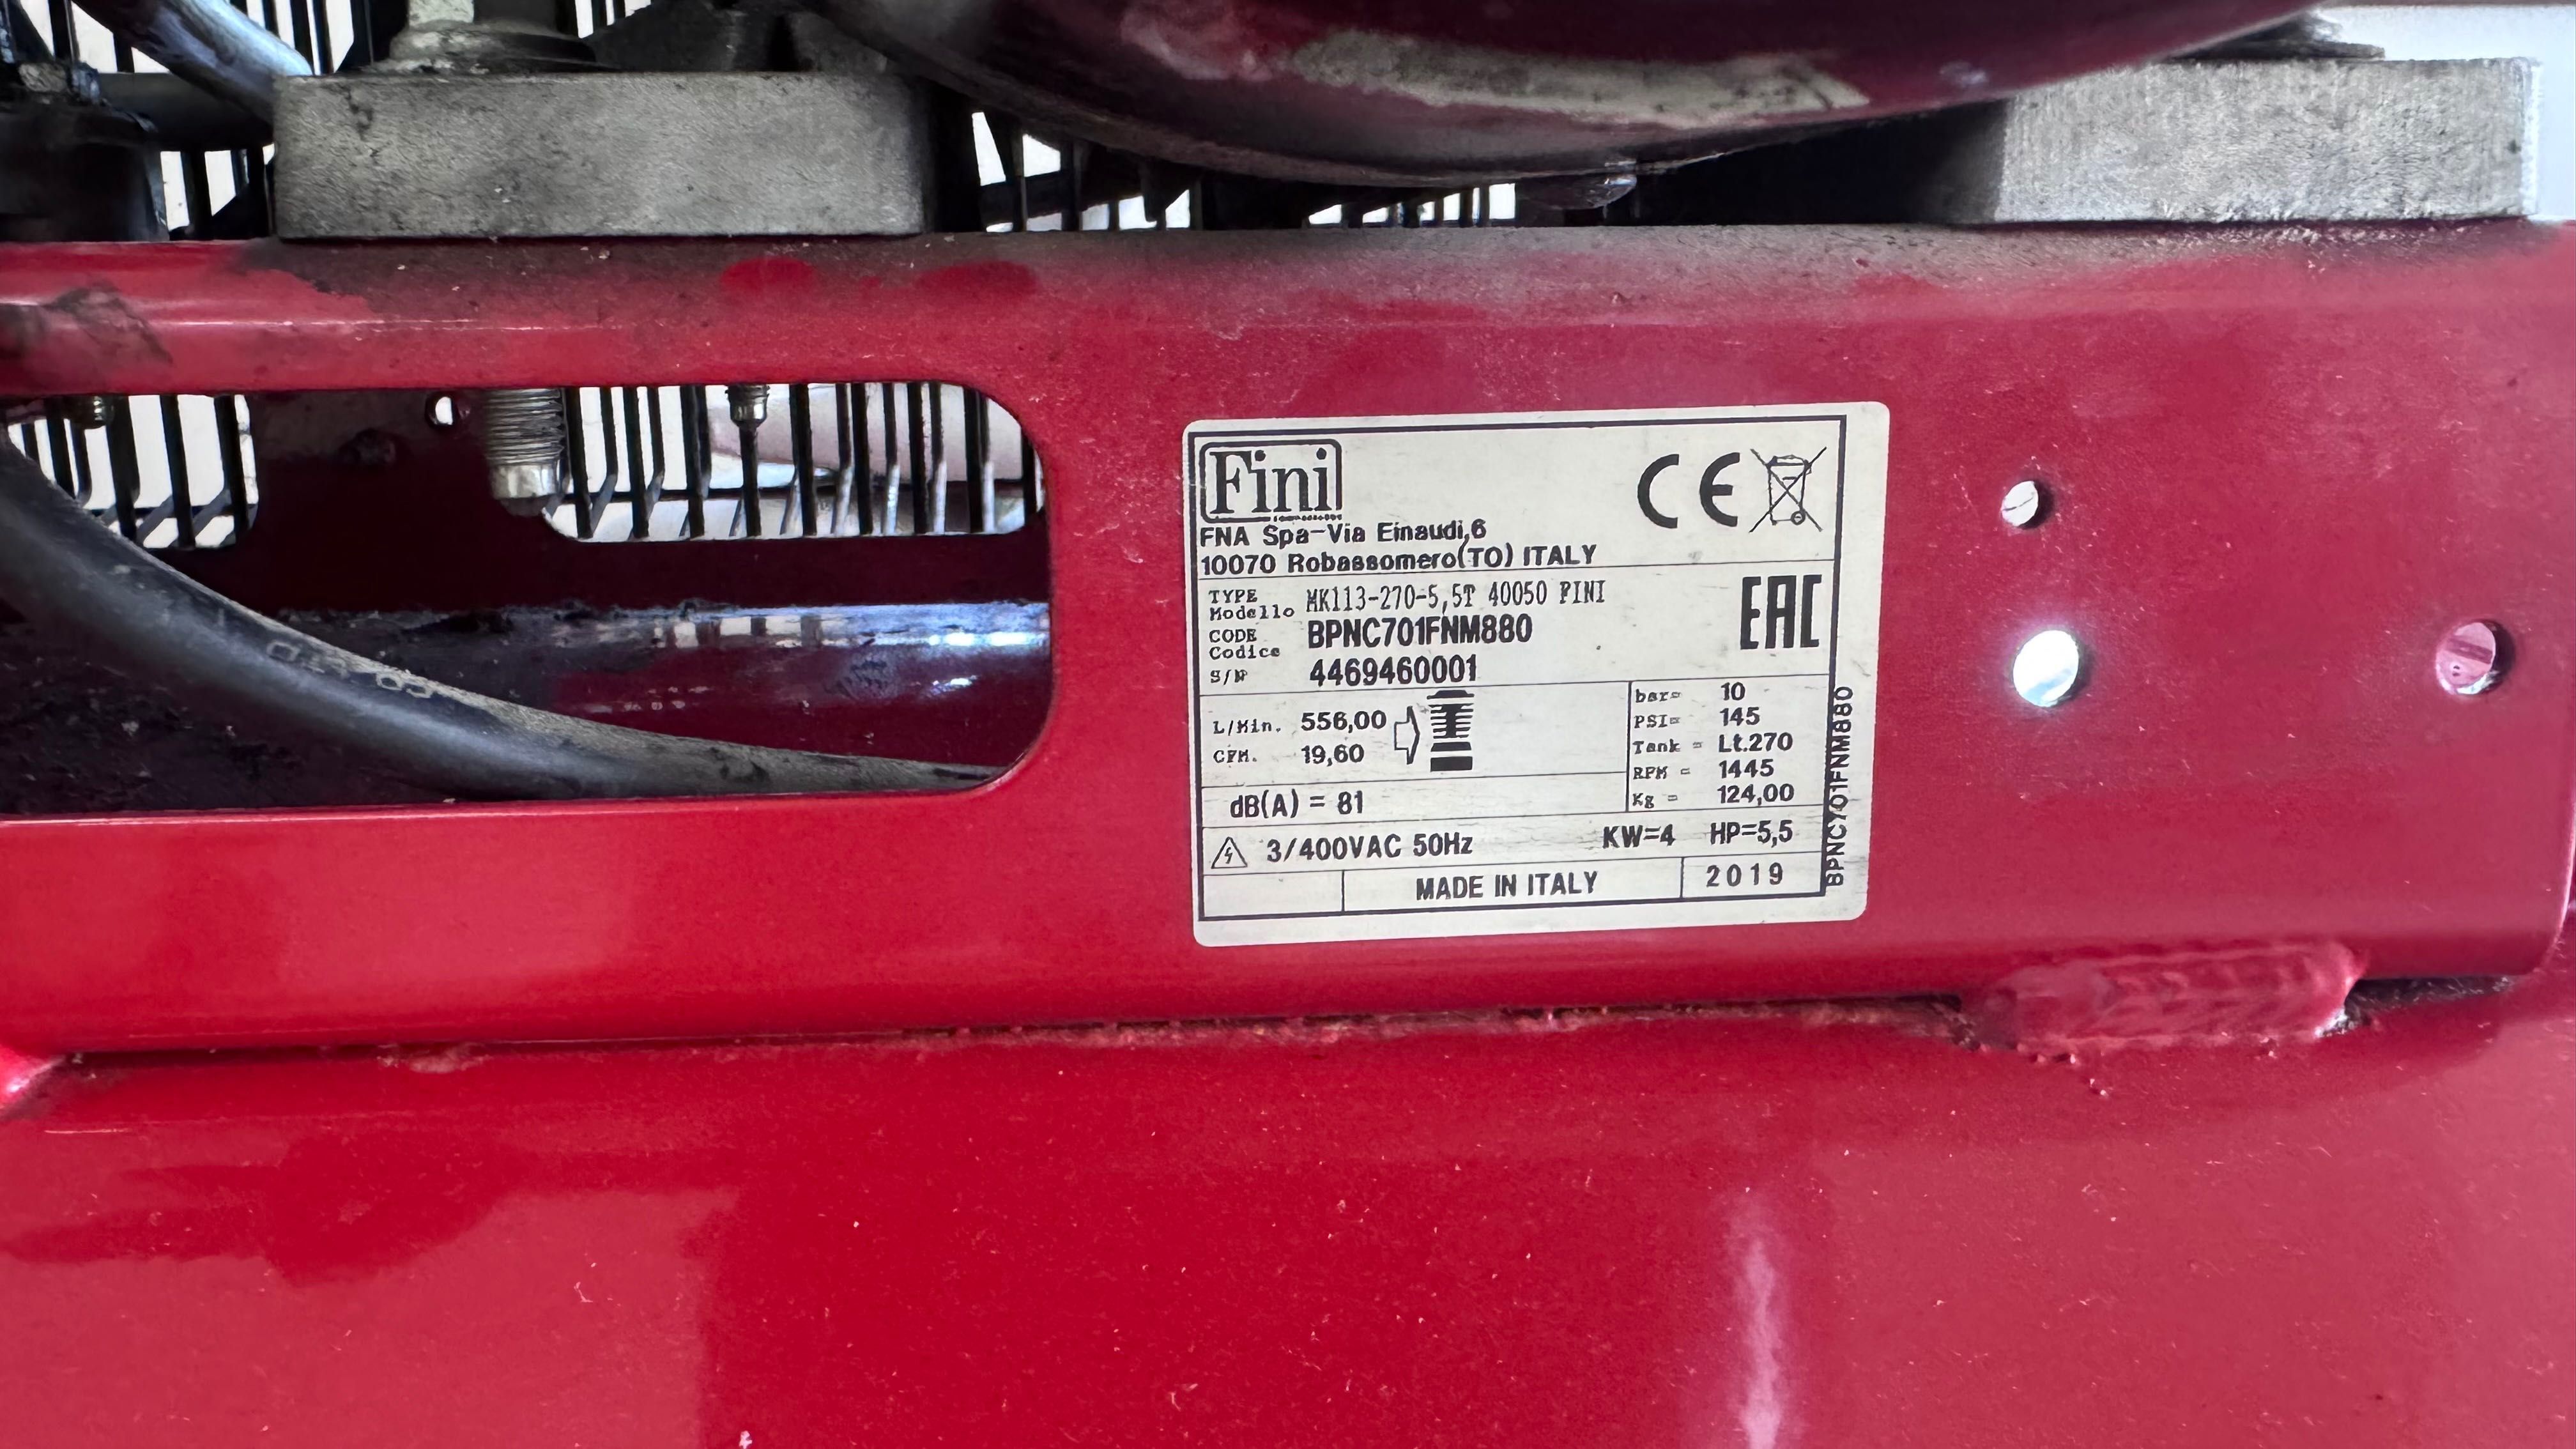 Fini
CE
FNA Spa-Via Einaudi,6
10070 Robassomero(TO) ITALY
TYPE
Modello
MK113-270-5,5T 40050 FINI
EAC
CODE
Codice
BPNC701FNM880
S/N
4469460001
L/Min. 556,00
CFM. 19,60
bar= 10
PSI= 145
Tank = Lt.270
RPM = 1445
Kg = 124,00
dB(A) = 81
3/400VAC 50Hz KW=4 HP=5,5
MADE IN ITALY 2019
BPNCY01FNM880